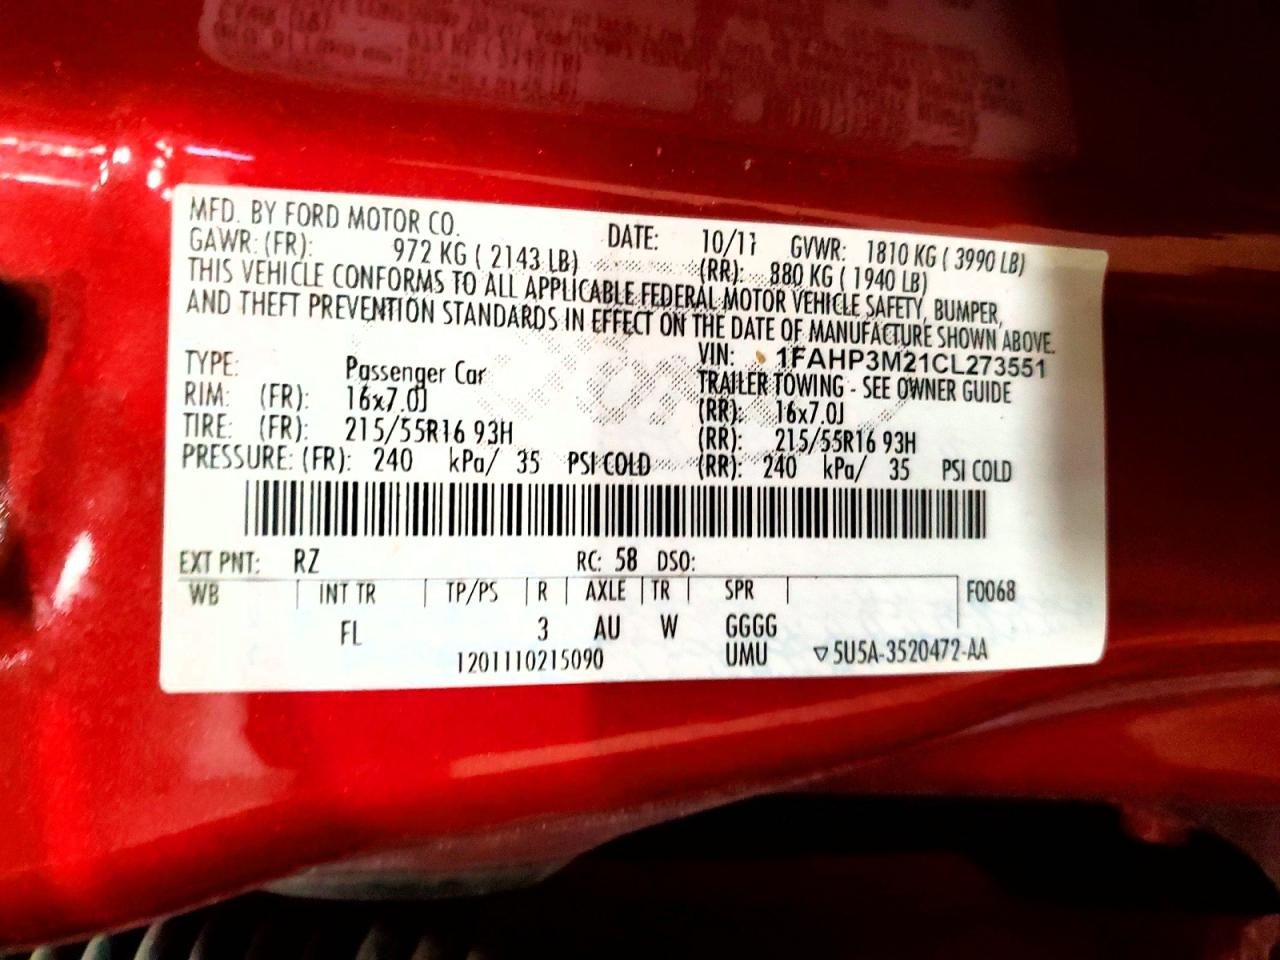 MFD. BY FORD MOTOR CO. DATE: 10/11 GVWR: 1810 KG ( 3990 LB)
GAWR: (FR): 972 KG ( 2143 LB) (RR): 880 KG ( 1940 LB)
THIS VEHICLE CONFORMS TO ALL APPLICABLE FEDERAL MOTOR VEHICLE SAFETY, BUMPER,
AND THEFT PREVENTION STANDARDS IN EFFECT ON THE DATE OF MANUFACTURE SHOWN ABOVE.
VIN: 1FAHP3M21CL273551
TYPE: Passenger Car TRAILER TOWING - SEE OWNER GUIDE
RIM: (FR): 16x7.0J (RR): 16x7.0J
TIRE: (FR): 215/55R16 93H (RR): 215/55R16 93H
PRESSURE: (FR): 240 kPa/ 35 PSI COLD (RR): 240 kPa/ 35 PSI COLD
EXT PNT: RZ RC: 58 DSO:
WB INT TR TP/PS R AXLE TR SPR F0068
FL 3 AU W GGGG
1201110215090 UMU ▽5U5A-3520472-AA